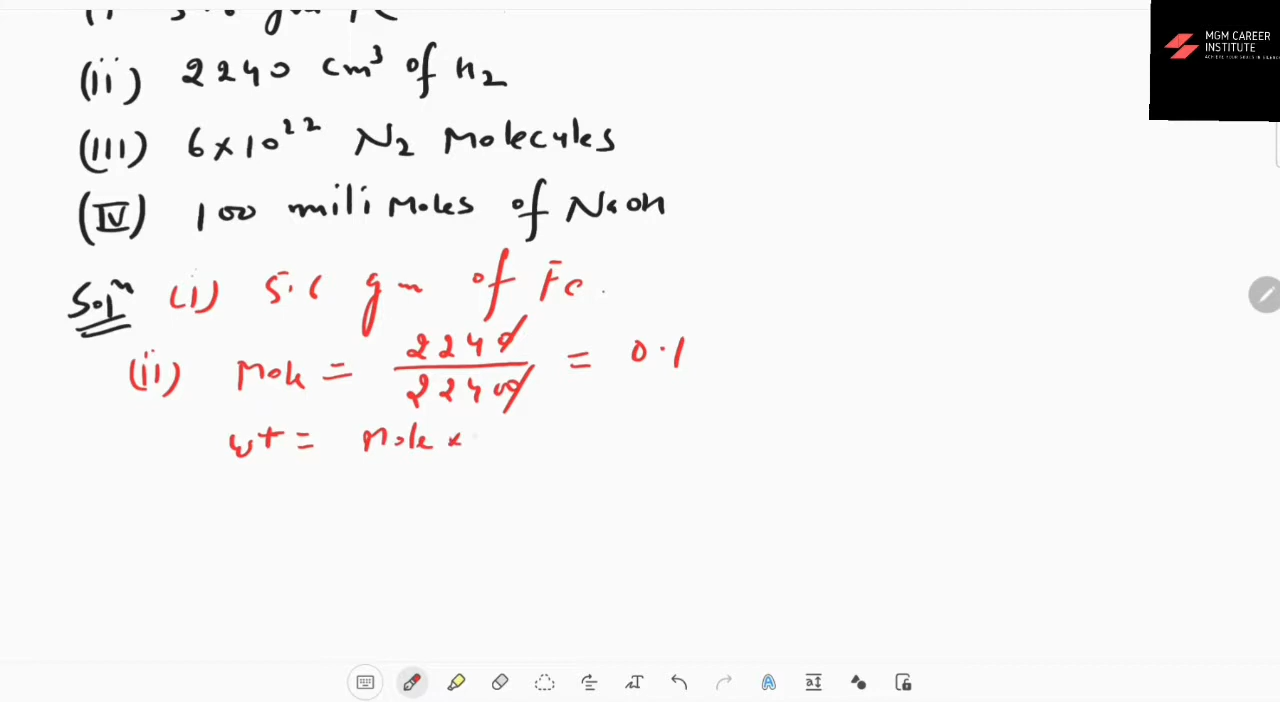 MGM CAREER
INSTITUTE
(ii) 2240 cm³ of H₂
(III) 6×10²² N₂ Molecules
(IV) 100 mili Moles of NaOH
Solⁿ (i) 5.6 gm of Fe.
(ii) Mole = 2240 / 22400 = 0.1
wt = Mole ×